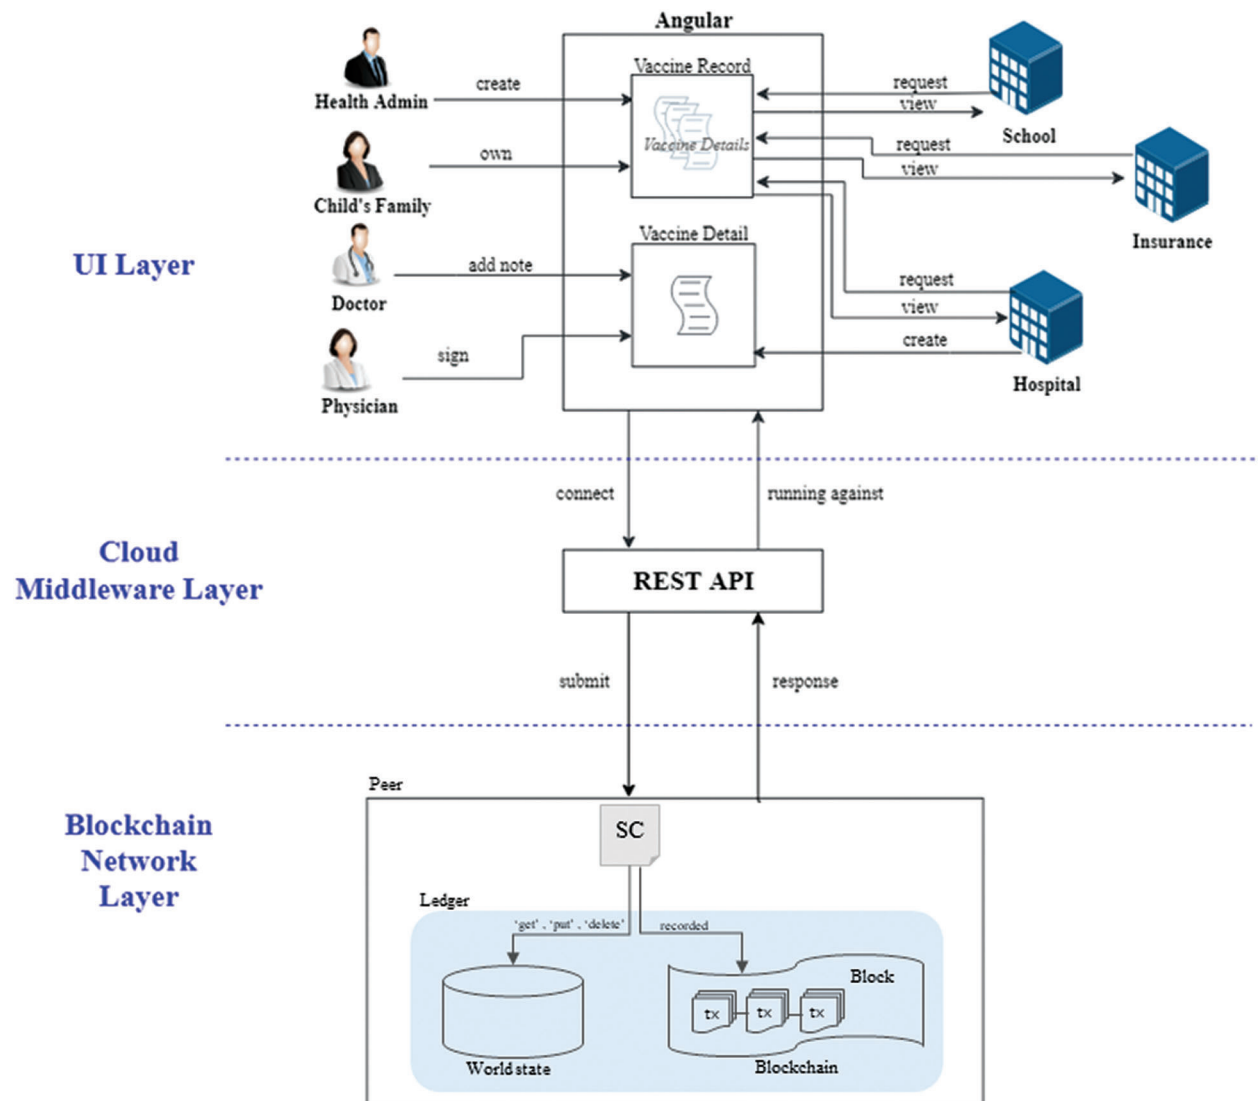 Angular
Vaccine Record
Health Admin
create
Vaccine Details
request
view
School
Child's Family
own
request
view
Insurance
UI Layer
Vaccine Detail
Doctor
add note
request
view
create
Hospital
Physician
sign
connect
running against
Cloud
Middleware Layer
REST API
submit
response
Blockchain
Network
Layer
Peer
SC
Ledger
'get' , 'put' , 'delete'
recorded
Block
tx
tx
tx
World state
Blockchain